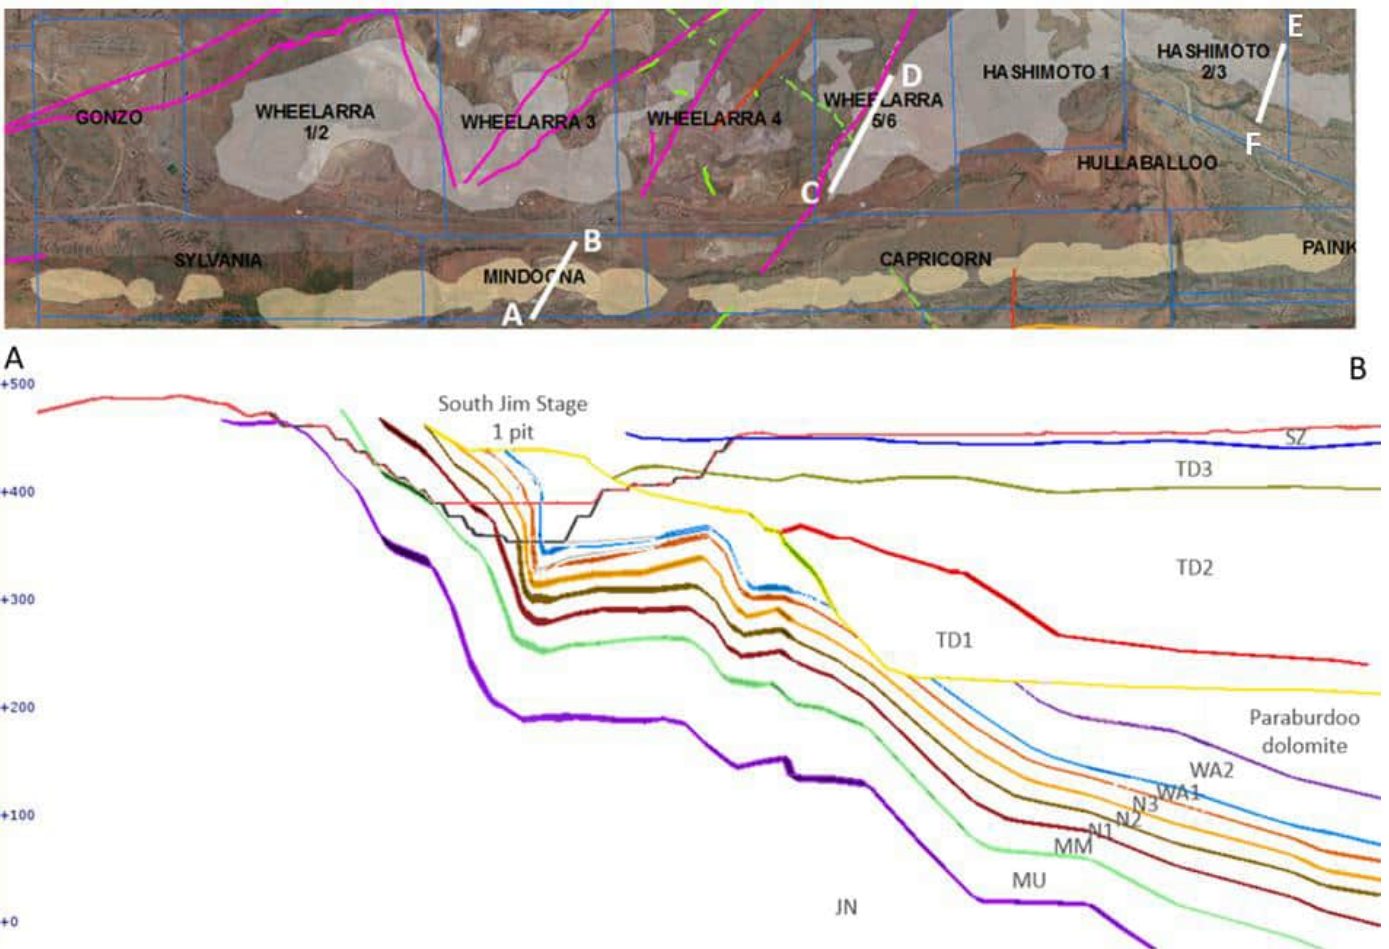 E
HASHIMOTO
2/3
HASHIMOTO 1
D
WHEELARRA
5/6
WHEELARRA
1/2
GONZO
WHEELARRA 3
WHEELARRA 4
F
HULLABALLOO
C
B
SYLVANIA
MINDOONA
CAPRICORN
PAINK
A
A
B
+500
South Jim Stage
1 pit
SZ
TD3
+400
TD2
+300
TD1
+200
Paraburdoo
dolomite
WA2
WA1
N3
+100
N2
N1
MM
MU
JN
+0